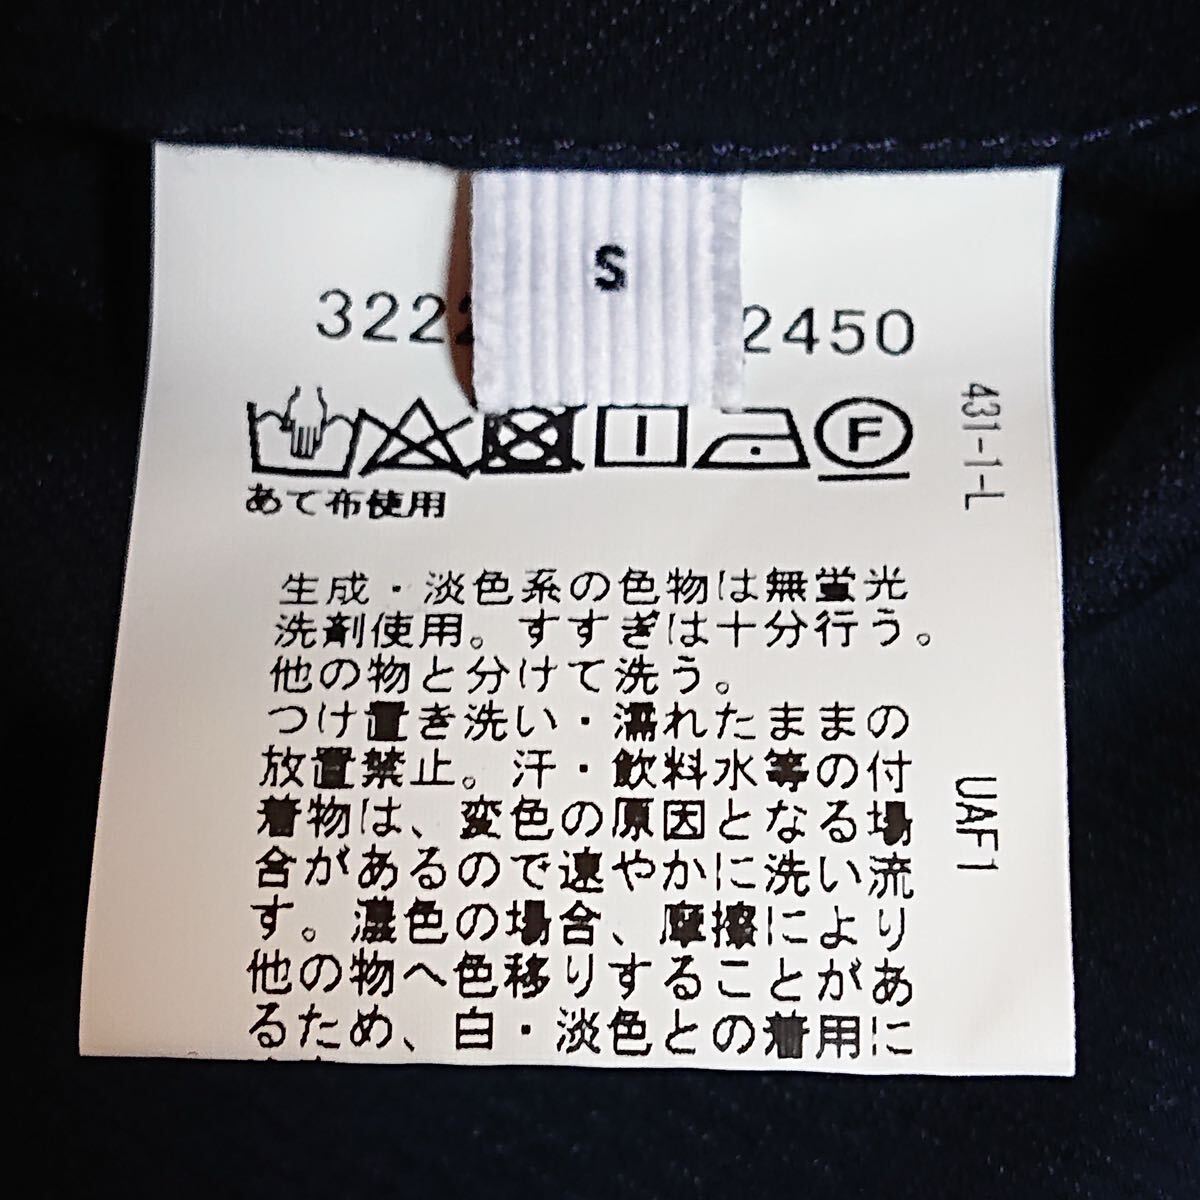 S
322
2450
F
あて布使用
生成・淡色系の色物は無蛍光
洗剤使用。すすぎは十分行う。
他の物と分けて洗う。
つけ置き洗い・濡れたままの
放置禁止。汗・飲料水等の付
着物は、変色の原因となる場
合があるので速やかに洗い流
す。濃色の場合、摩擦により
他の物へ色移りすることがあ
るため、白・淡色との着用に
431-1-L
UAF1